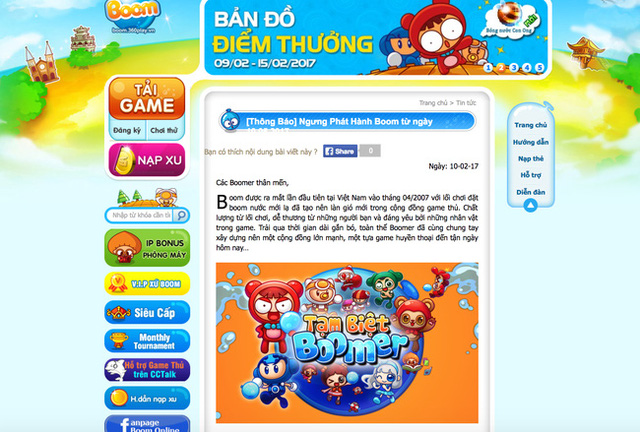 Boom
boom.360play.vn
BẢN ĐỒ
ĐIỂM THƯỞNG
09/02 - 15/02/2017
Bóng nước Con Ong
1 2 3 4 5
TẢI
GAME
Đăng ký
Chơi thử
NẠP XU
Nhập từ khóa cần tì
IP BONUS
PHÒNG MÁY
V.I.P XỨ BOOM
Siêu Cấp
Monthly
Tournament
Hỗ trợ Game Thủ
trên CCTalk
H.dẫn nạp xu
fanpage
Boom Online
Trang chủ > Tin tức
[Thông Báo] Ngưng Phát Hành Boom từ ngày
Bạn có thích nội dung bài viết này ?
Share
0
Ngày: 10-02-17
Các Boomer thân mến,
Boom được ra mắt lần đầu tiên tại Việt Nam vào tháng 04/2007 với lối chơi đặt
boom nước mới lạ đã tạo nên làn gió mới trong cộng đồng game thủ. Chất
lượng từ lối chơi, dễ thương từ những người bạn và đáng yêu bởi những nhân vật
trong game. Trải qua thời gian dài gắn bó, toàn thể Boomer đã cùng chung tay
xây dựng nên một cộng đồng lớn mạnh, một tựa game huyền thoại đến tận ngày
hôm nay...
Tạm Biệt
Boomer
Trang chủ
Hướng dẫn
Nạp thẻ
Hỗ trợ
Diễn đàn